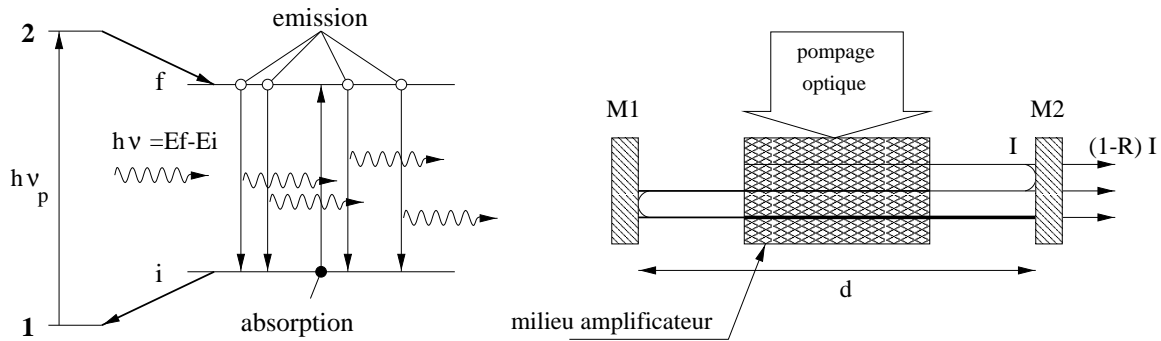 emission
2
f
hν =Ef-Ei
hν
p
i
1
absorption
pompage
optique
M1
M2
I
(1-R) I
d
milieu amplificateur